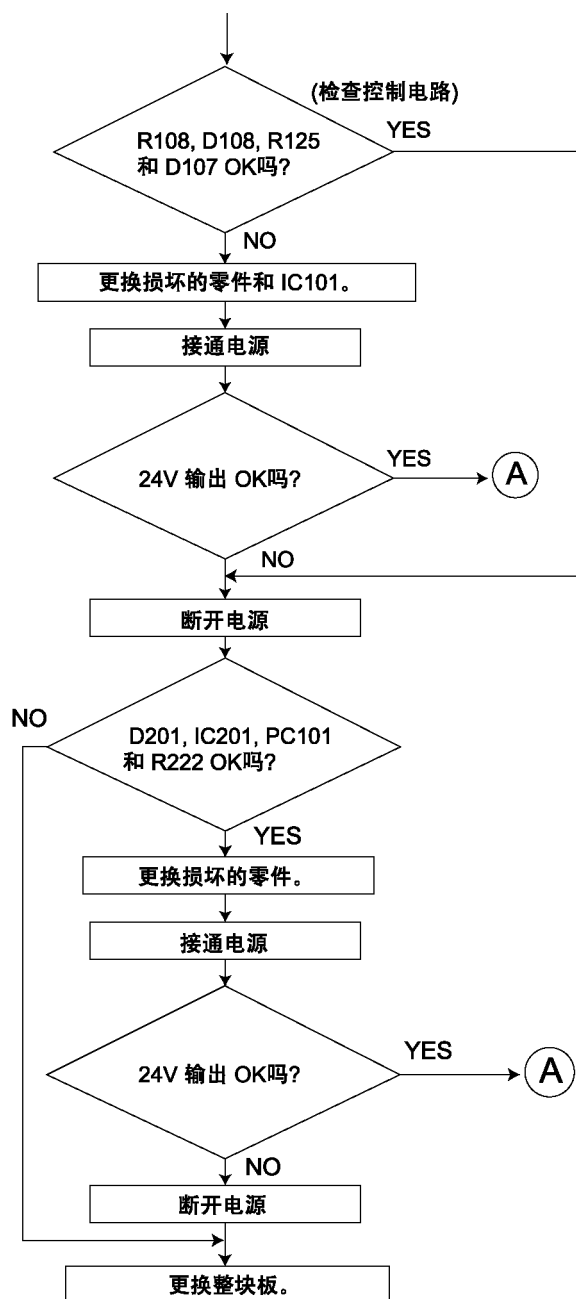 (检查控制电路)
YES
R108, D108, R125
和 D107 OK吗?
NO
更换损坏的零件和 IC101。
接通电源
24V 输出 OK吗?
YES
A
NO
断开电源
NO
D201, IC201, PC101
和 R222 OK吗?
YES
更换损坏的零件。
接通电源
24V 输出 OK吗?
YES
A
NO
断开电源
更换整块板。